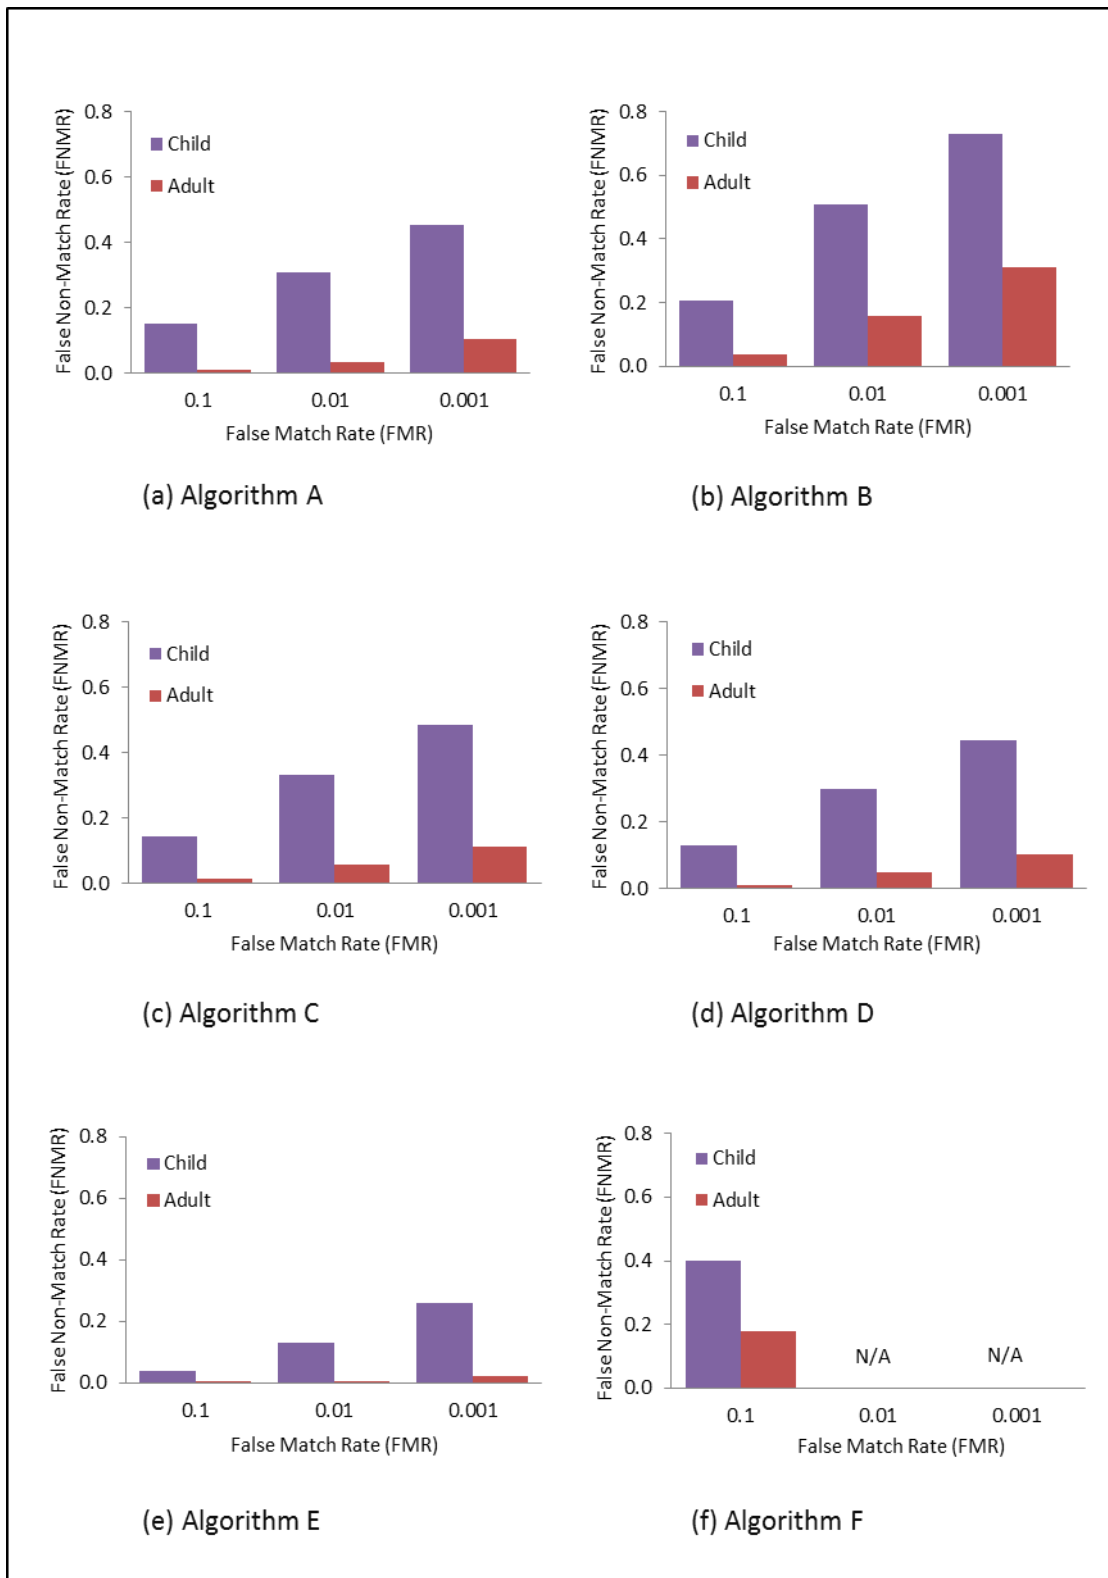 0.8
0.6
0.4
0.2
0.0
False Non-Match Rate (FNMR)
Child
Adult
0.1 0.01 0.001
False Match Rate (FMR)
(a) Algorithm A
0.8
0.6
0.4
0.2
0.0
False Non-Match Rate (FNMR)
Child
Adult
0.1 0.01 0.001
False Match Rate (FMR)
(b) Algorithm B
0.8
0.6
0.4
0.2
0.0
False Non-Match Rate (FNMR)
Child
Adult
0.1 0.01 0.001
False Match Rate (FMR)
(c) Algorithm C
0.8
0.6
0.4
0.2
0.0
False Non-Match Rate (FNMR)
Child
Adult
0.1 0.01 0.001
False Match Rate (FMR)
(d) Algorithm D
0.8
0.6
0.4
0.2
0.0
False Non-Match Rate (FNMR)
Child
Adult
0.1 0.01 0.001
False Match Rate (FMR)
(e) Algorithm E
0.8
0.6
0.4
0.2
0.0
False Non-Match Rate (FNMR)
Child
Adult
N/A N/A
0.1 0.01 0.001
False Match Rate (FMR)
(f) Algorithm F